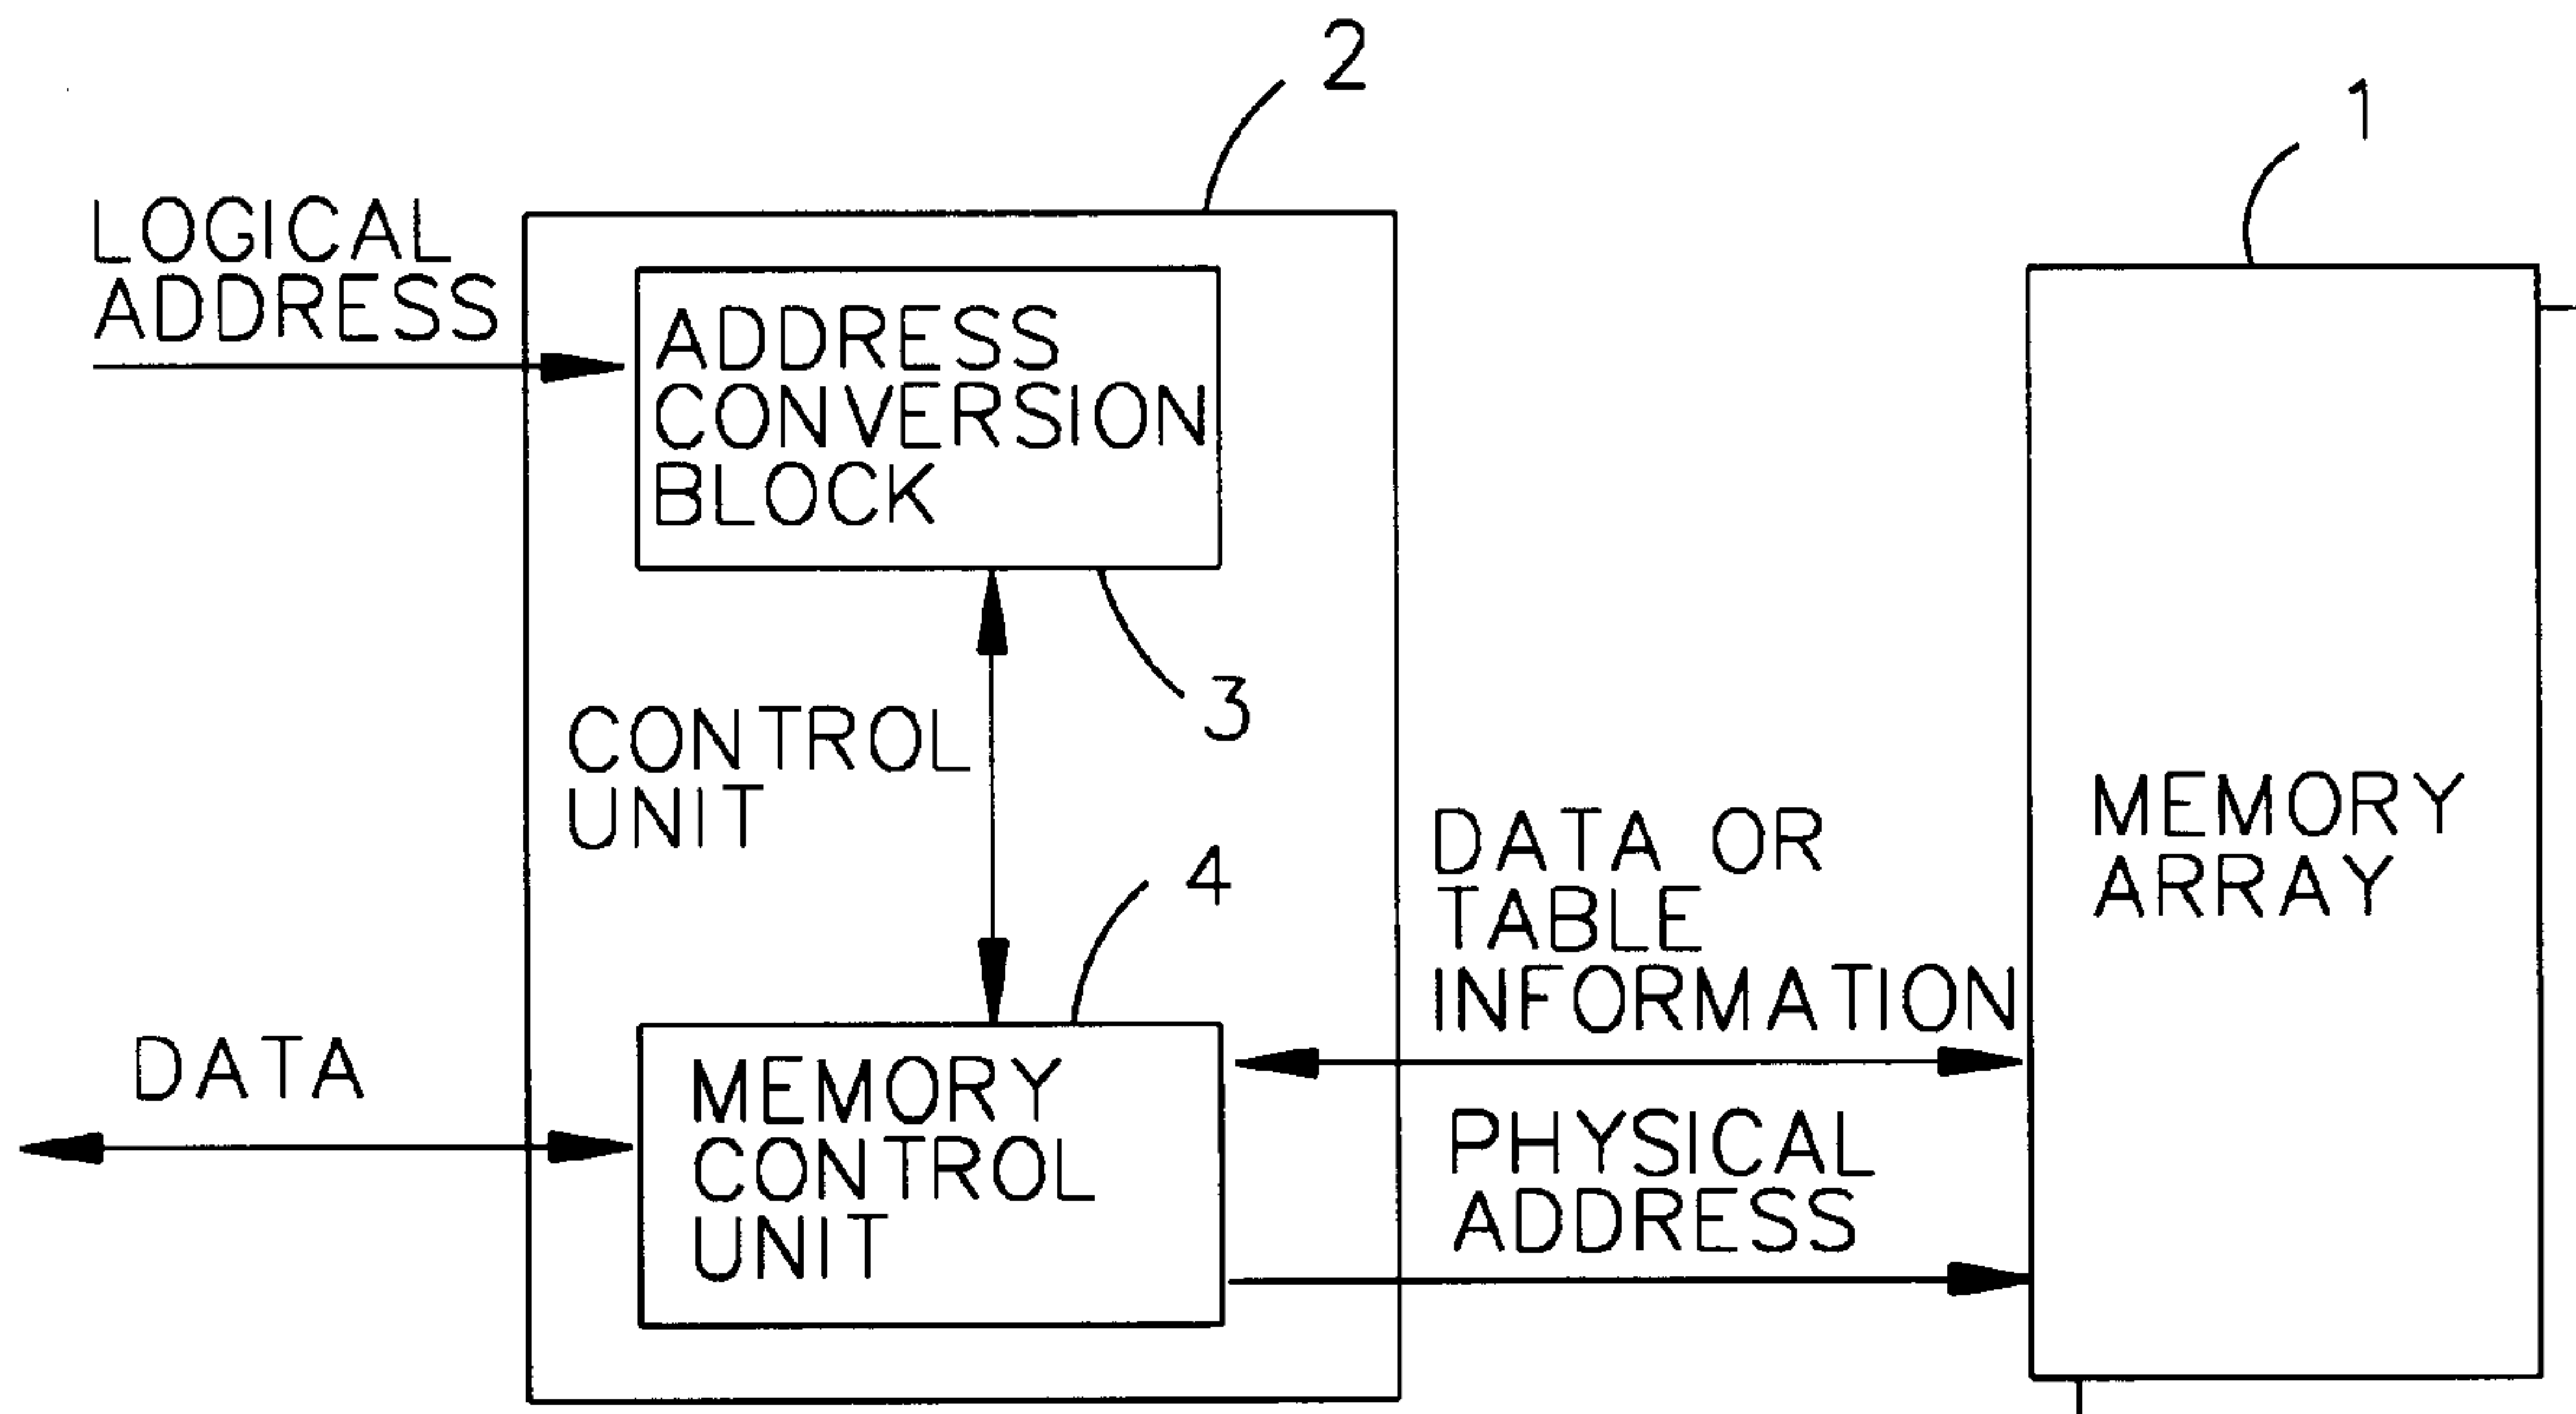 2
1
LOGICAL
ADDRESS
ADDRESS
CONVERSION
BLOCK
3
CONTROL
UNIT
4
DATA OR
TABLE
INFORMATION
MEMORY
ARRAY
DATA
MEMORY
CONTROL
UNIT
PHYSICAL
ADDRESS